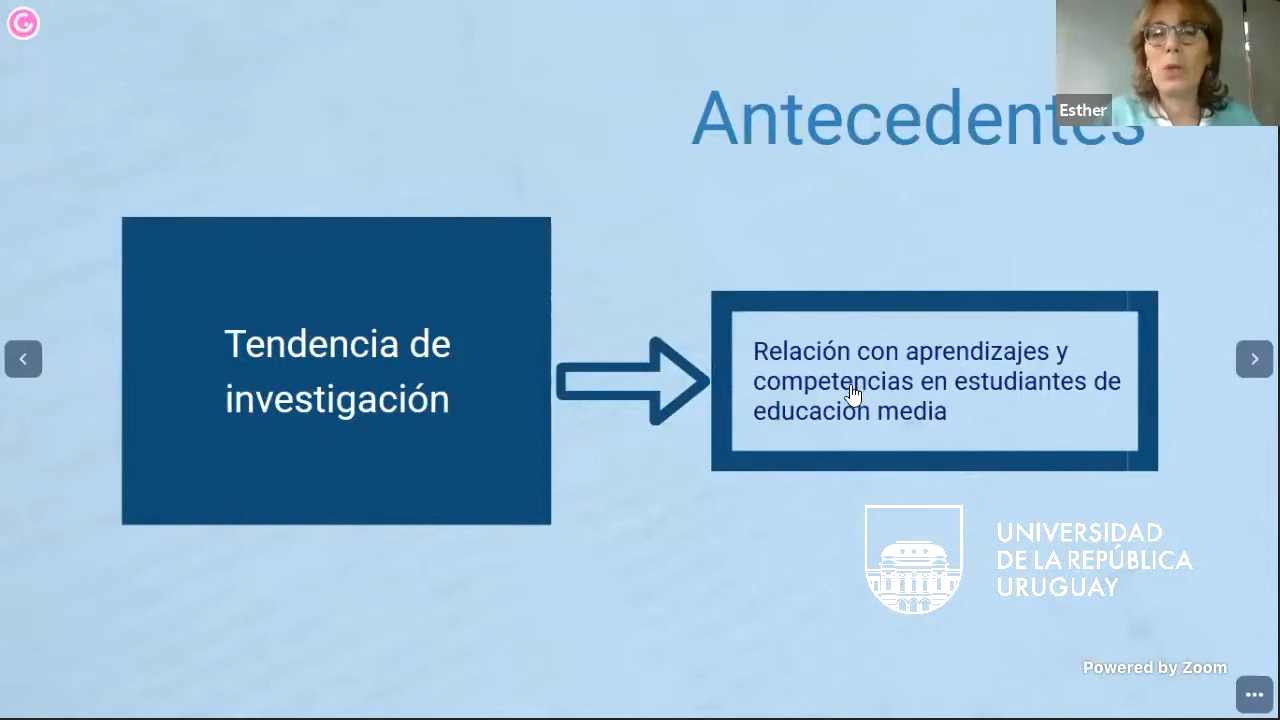 Antecedentes
Esther
Tendencia de
investigación
Relación con aprendizajes y
competencias en estudiantes de
educación media
UNIVERSIDAD
DE LA REPÚBLICA
URUGUAY
Powered by Zoom